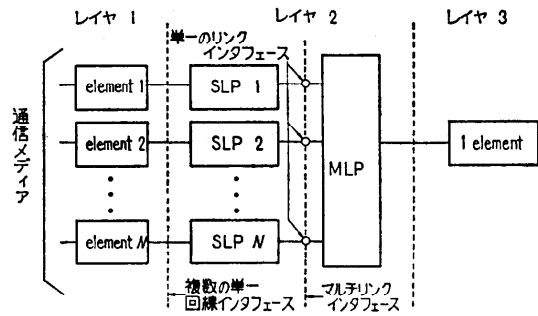 レイヤ 1
レイヤ 2
レイヤ 3
単一のリンク
インタフェース
通信メディア
element 1
SLP 1
element 2
SLP 2
MLP
1 element
element N
SLP N
複数の単一
回線インタフェース
マルチリンク
インタフェース